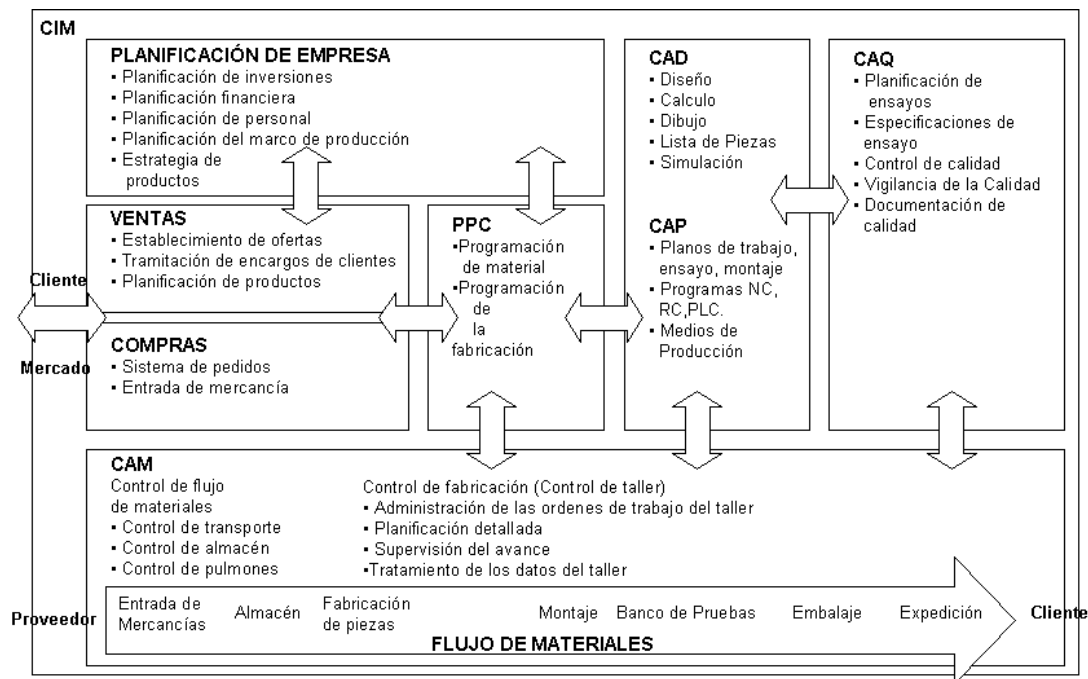 CIM
PLANIFICACIÓN DE EMPRESA
▪ Planificación de inversiones
▪ Planificación financiera
▪ Planificación de personal
▪ Planificación del marco de producción
▪ Estrategia de
productos
VENTAS
▪ Establecimiento de ofertas
▪ Tramitación de encargos de clientes
▪ Planificación de productos
Cliente
Mercado
COMPRAS
▪ Sistema de pedidos
▪ Entrada de mercancía
PPC
▪Programación
de material
▪Programación
de
la
fabricación
CAD
▪ Diseño
▪ Calculo
▪ Dibujo
▪ Lista de Piezas
▪ Simulación
CAP
▪ Planos de trabajo,
ensayo, montaje
▪ Programas NC,
RC,PLC.
▪ Medios de
Producción
CAQ
▪ Planificación de
ensayos
▪ Especificaciones de
ensayo
▪ Control de calidad
▪ Vigilancia de la Calidad
▪ Documentación de
calidad
CAM
Control de flujo
de materiales
▪ Control de transporte
▪ Control de almacén
▪ Control de pulmones
Control de fabricación (Control de taller)
▪ Administración de las ordenes de trabajo del taller
▪ Planificación detallada
▪ Supervisión del avance
▪Tratamiento de los datos del taller
Proveedor
Entrada de
Mercancías
Almacén
Fabricación
de piezas
Montaje
Banco de Pruebas
Embalaje
Expedición
Cliente
FLUJO DE MATERIALES